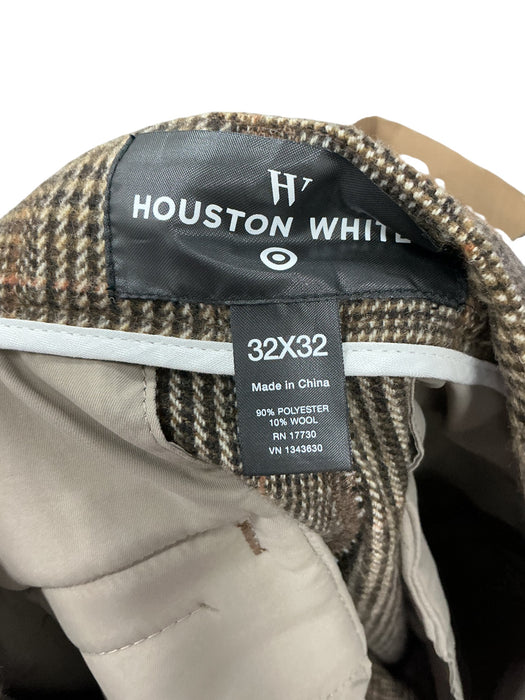 HW
HOUSTON WHITE
32X32
Made in China
90% POLYESTER
10% WOOL
RN 17730
VN 1343630